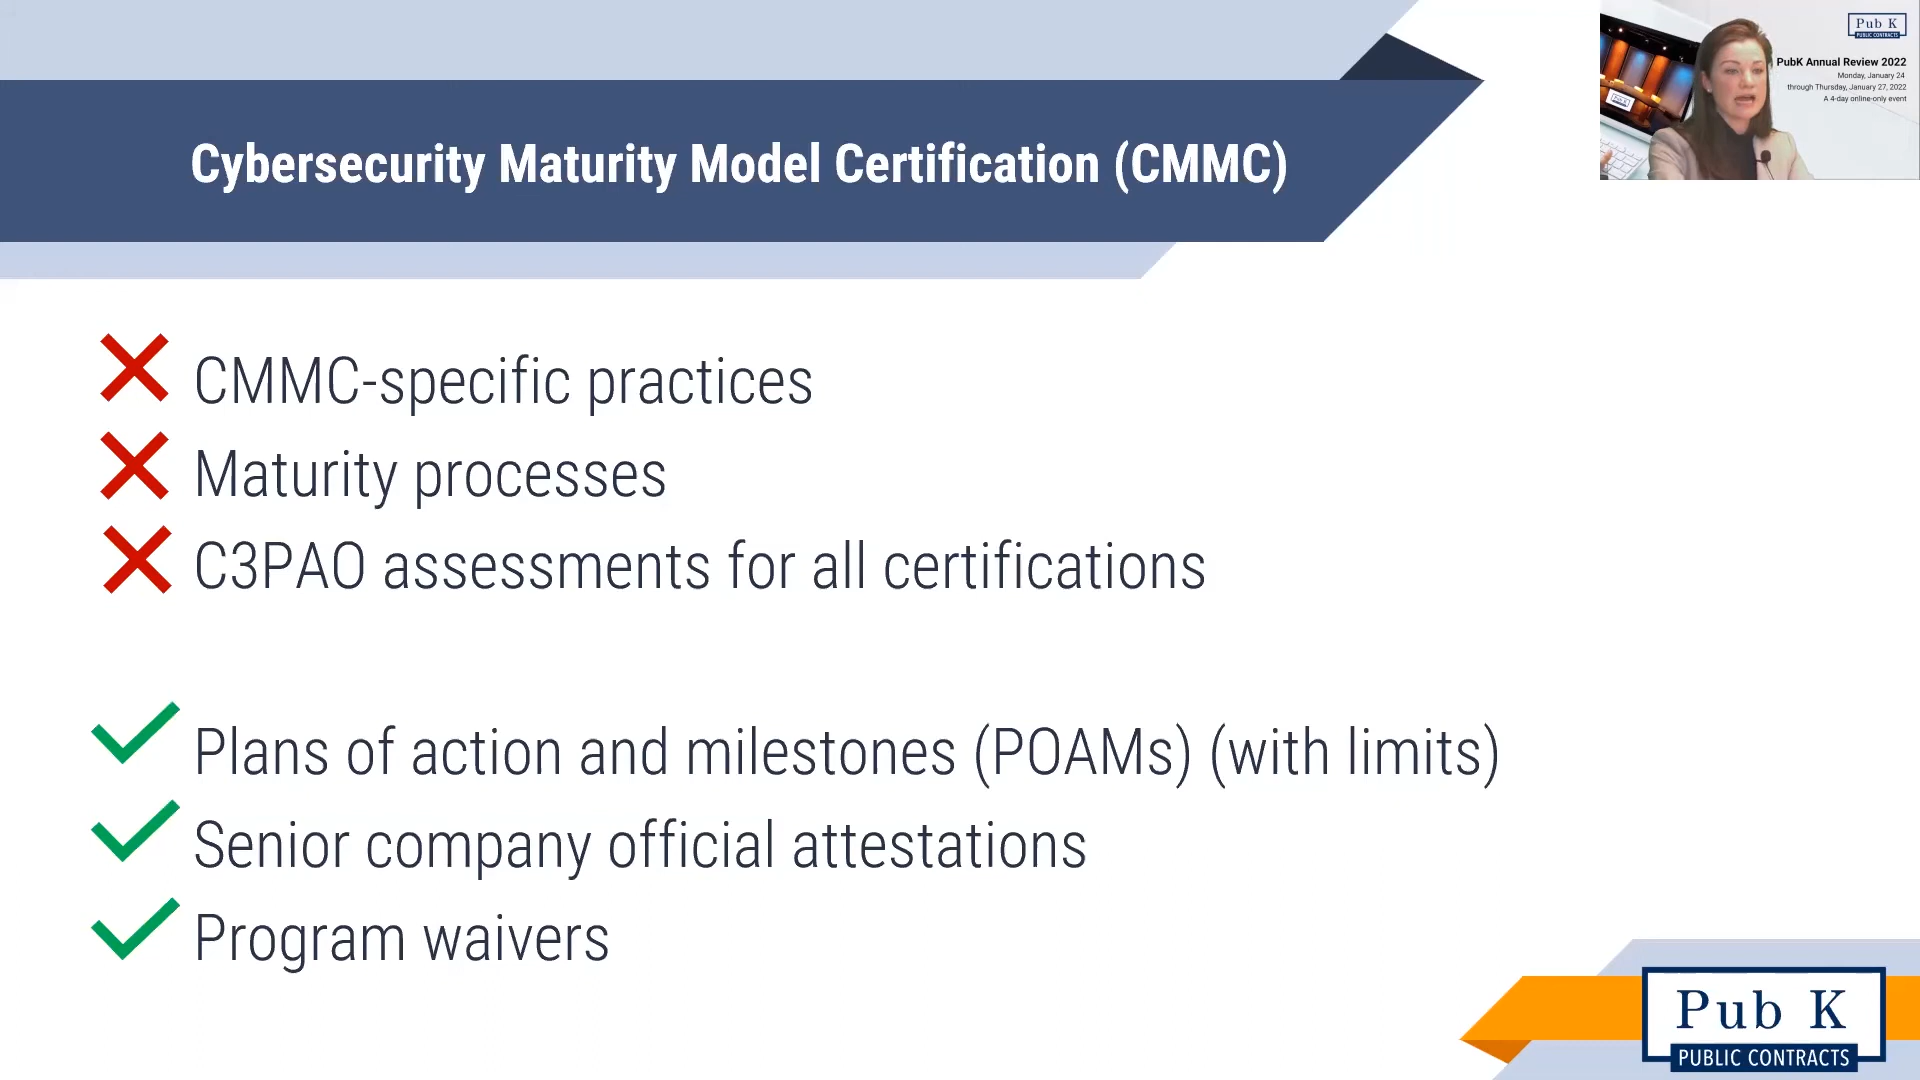 Cybersecurity Maturity Model Certification (CMMC)
Pub K
PUBLIC CONTRACTS
PubK Annual Review 2022
Monday, January 24
through Thursday, January 27, 2022
A 4-day online-only event
CMMC-specific practices
Maturity processes
C3PAO assessments for all certifications
Plans of action and milestones (POAMs) (with limits)
Senior company official attestations
Program waivers
Pub K
PUBLIC CONTRACTS